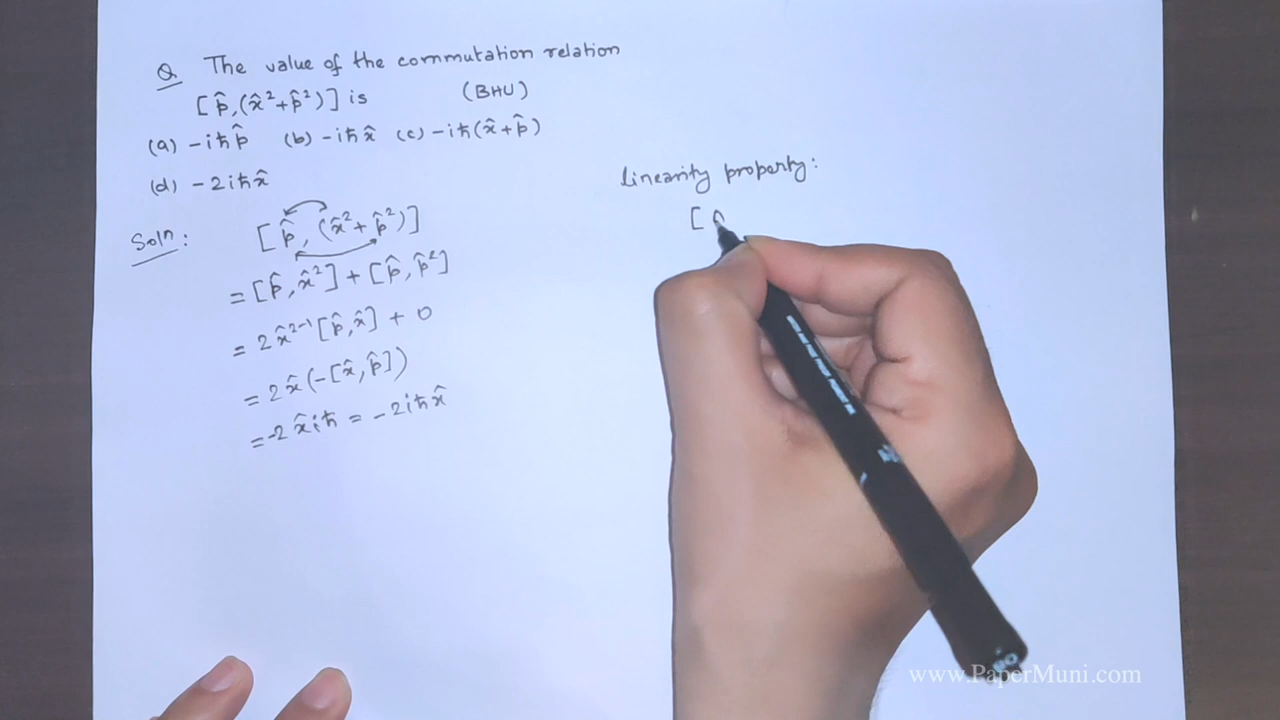 Q. The value of the commutation relation
[p̂,(x̂²+p̂²)] is (BHU)
(a) -iħp̂ (b) -iħx̂ (c) -iħ(x̂+p̂)
(d) -2iħx̂
Soln: [p̂, (x̂²+p̂²)]
= [p̂,x̂²] + [p̂,p̂²]
= 2x̂²⁻¹[p̂,x̂] + 0
= 2x̂(-[x̂,p̂])
= -2x̂iħ = -2iħx̂
linearity property:
[
www.PaperMuni.com